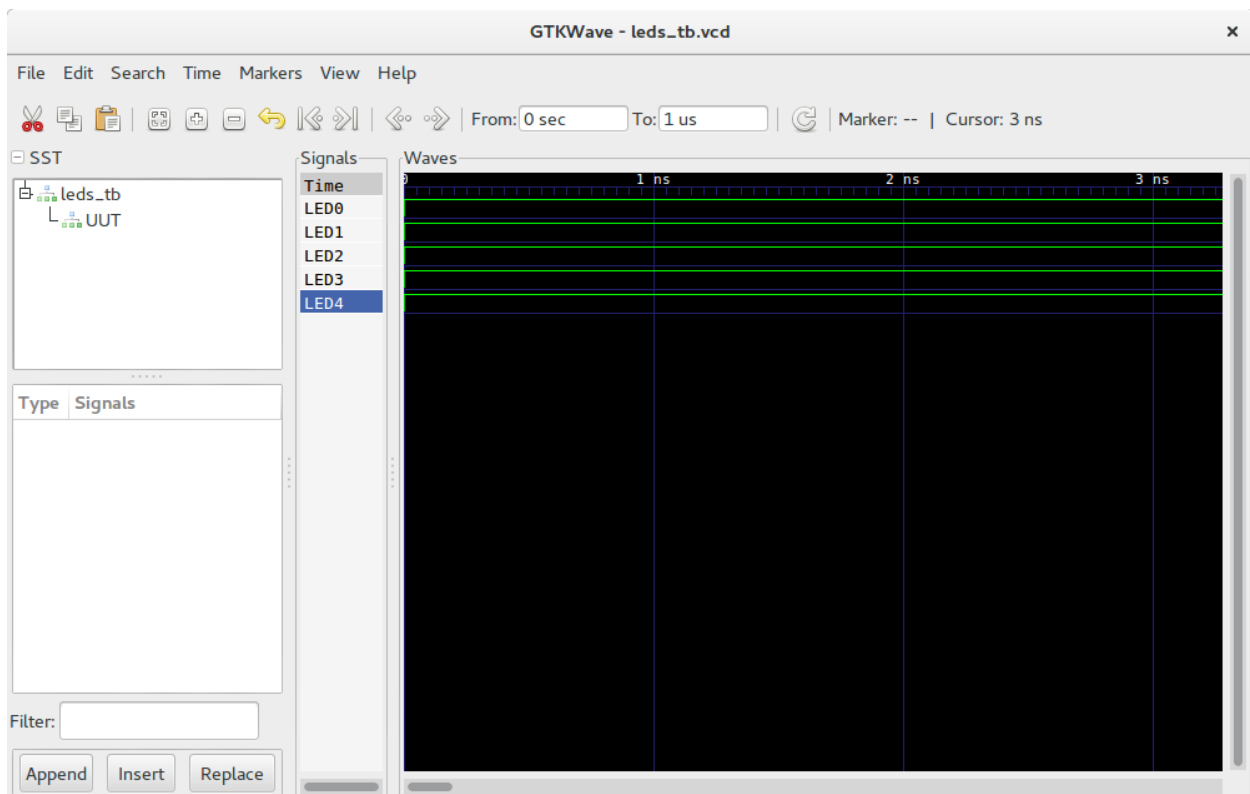 GTKWave - leds_tb.vcd
File Edit Search Time Markers View Help
From: 0 sec To: 1 us Marker: -- | Cursor: 3 ns
SST
leds_tb
UUT
Type Signals
Filter:
Append Insert Replace
Signals
Time
LED0
LED1
LED2
LED3
LED4
Waves
0 1 ns 2 ns 3 ns